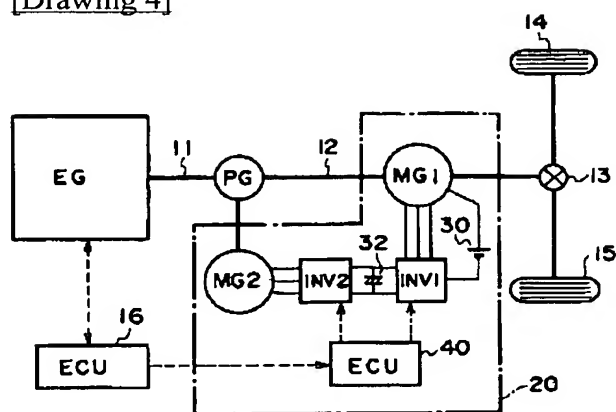 [Drawing 4]
14
11
12
EG
PG
MG1
13
30
32
15
MG2
INV2
INV1
16
ECU
ECU
40
20